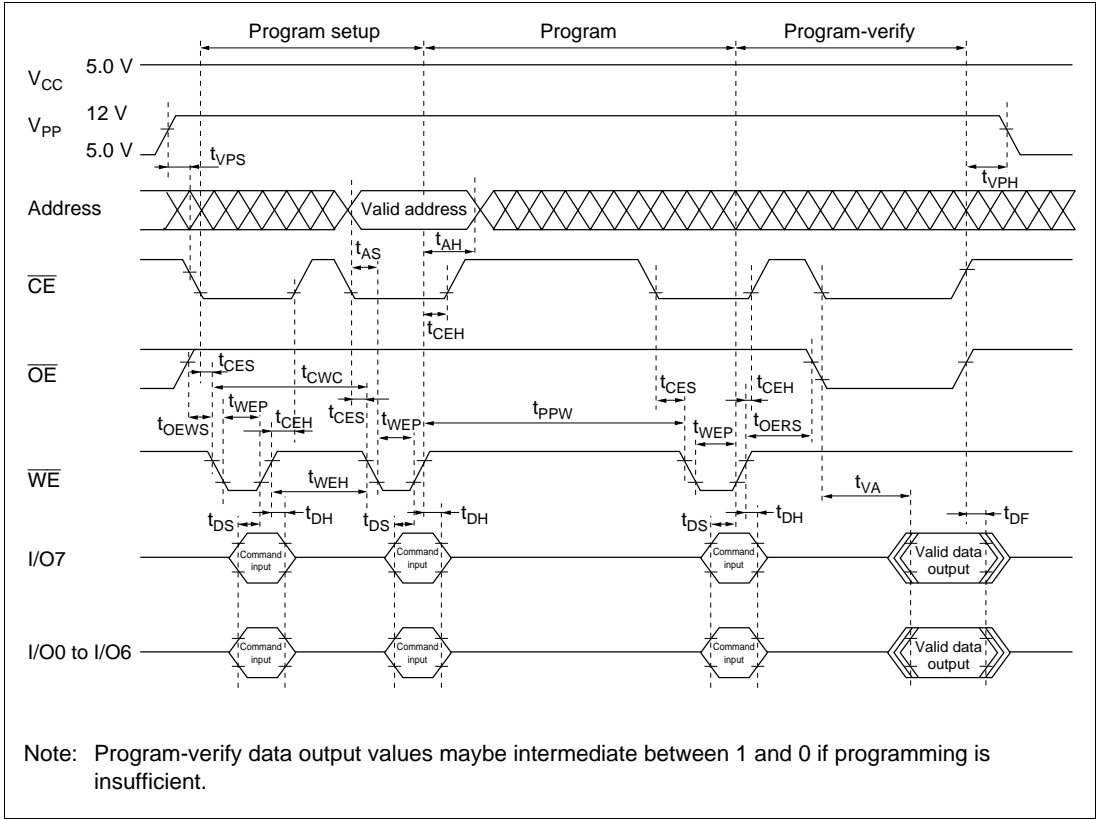 Program setup Program Program-verify
VCC 5.0 V
VPP 12 V
5.0 V
tVPS
tVPH
Address Valid address
tAS tAH
CE
tCEH
OE
tCES tCWC tCES tCEH
tOEWS tWEP tCEH tCES tWEP tPPW tWEP tOERS
WE
tWEH tVA
tDS tDH tDS tDH tDS tDH tDF
I/O7 Command input Command input Command input Valid data output
I/O0 to I/O6 Command input Command input Command input Valid data output
Note: Program-verify data output values maybe intermediate between 1 and 0 if programming is
insufficient.